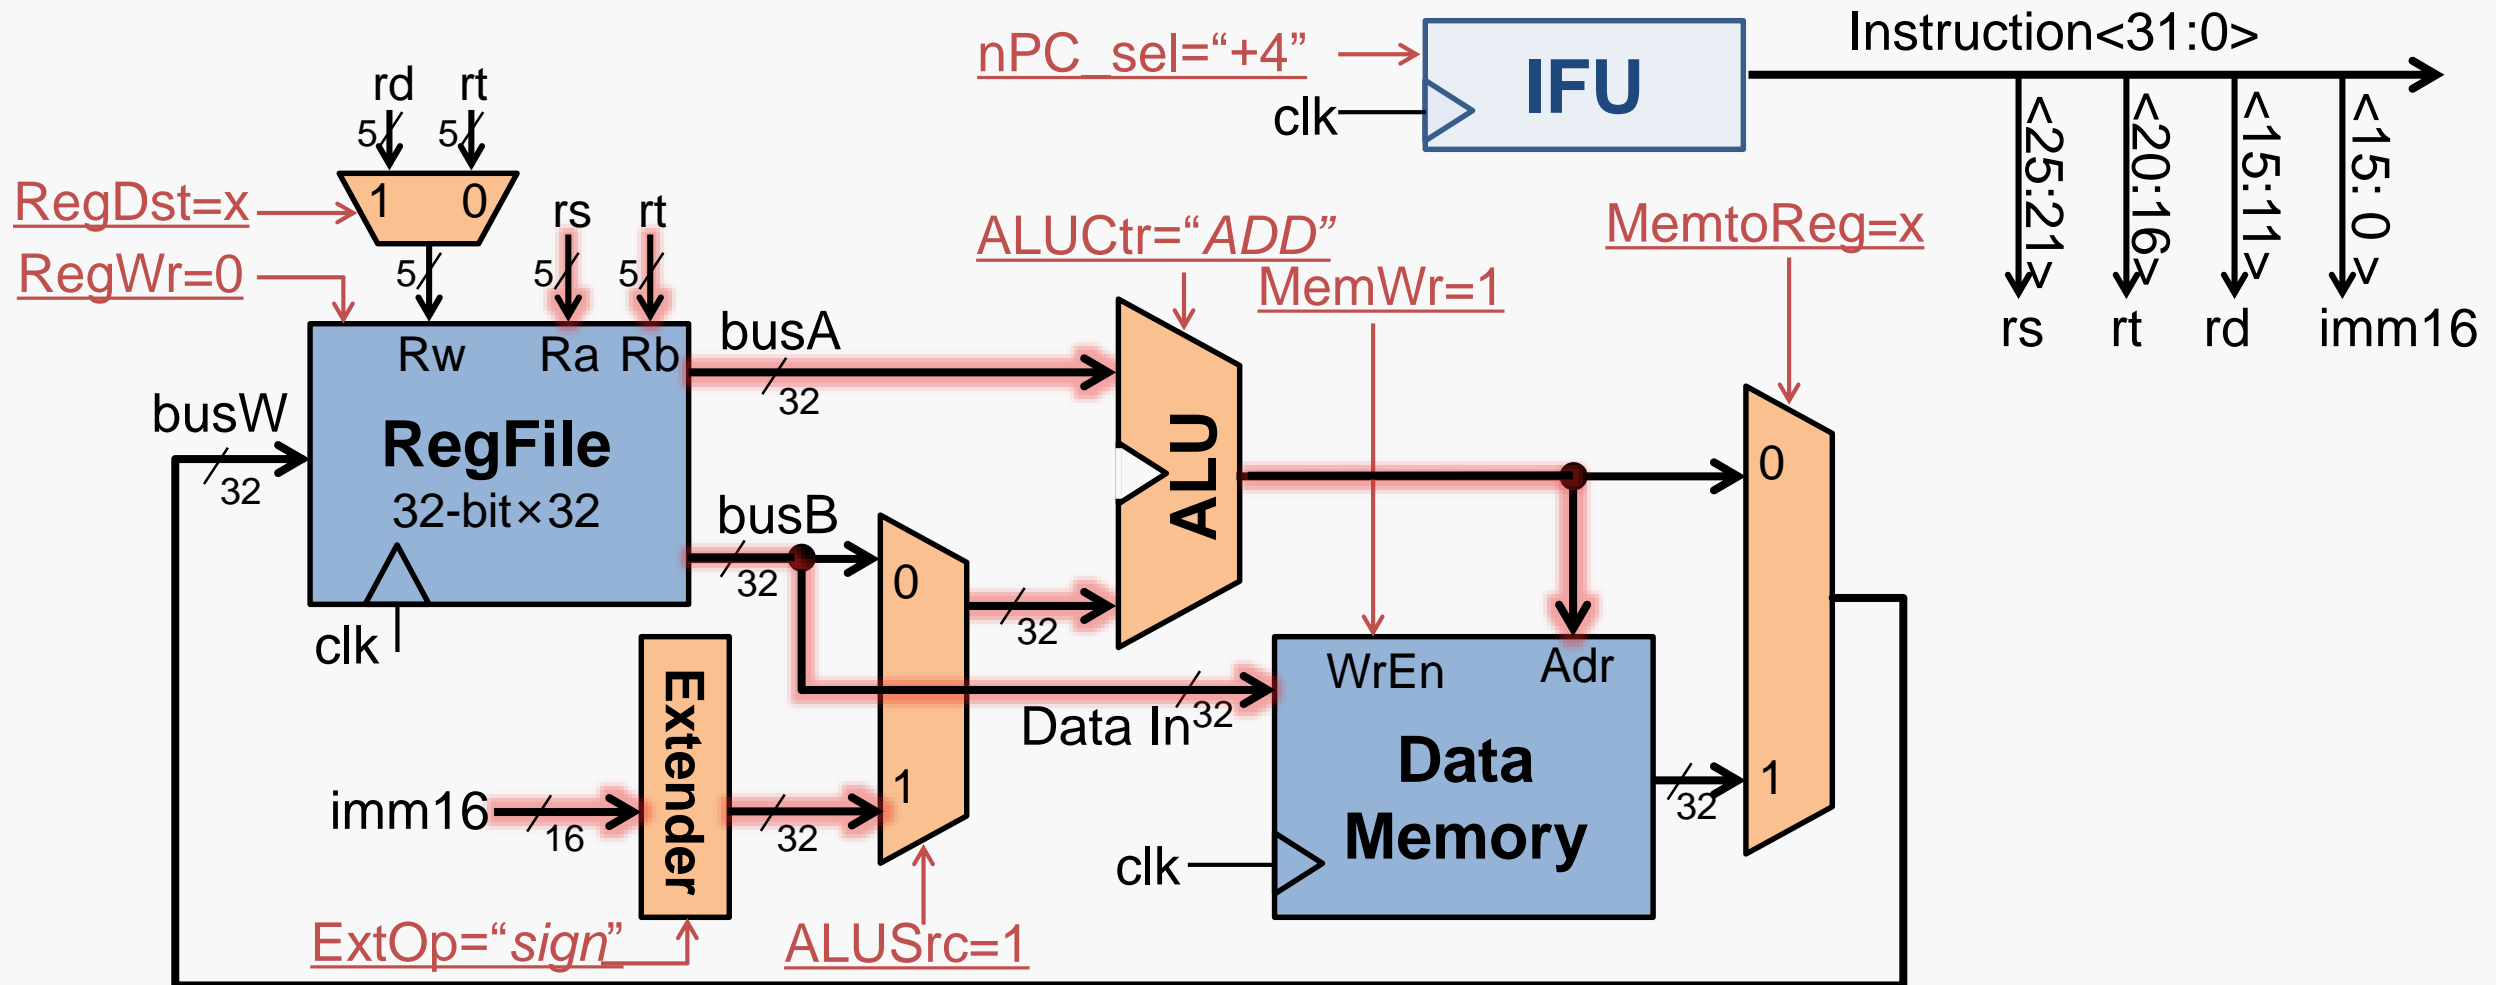 nPC_sel=“+4”
clk
IFU
Instruction<31:0>
<25:21>
<20:16>
<15:11>
<15: 0 >
rs
rt
rd
imm16
rd
rt
5
5
1
0
RegDst=x
RegWr=0
5
rs
rt
5
5
Rw
Ra
Rb
RegFile
32-bit×32
clk
busW
32
busA
32
busB
32
ALUCtr=“ADD”
ALU
MemWr=1
MemtoReg=x
0
1
32
Data In
32
WrEn
Adr
Data
Memory
clk
32
0
1
imm16
16
Extender
32
ExtOp=“sign”
ALUSrc=1